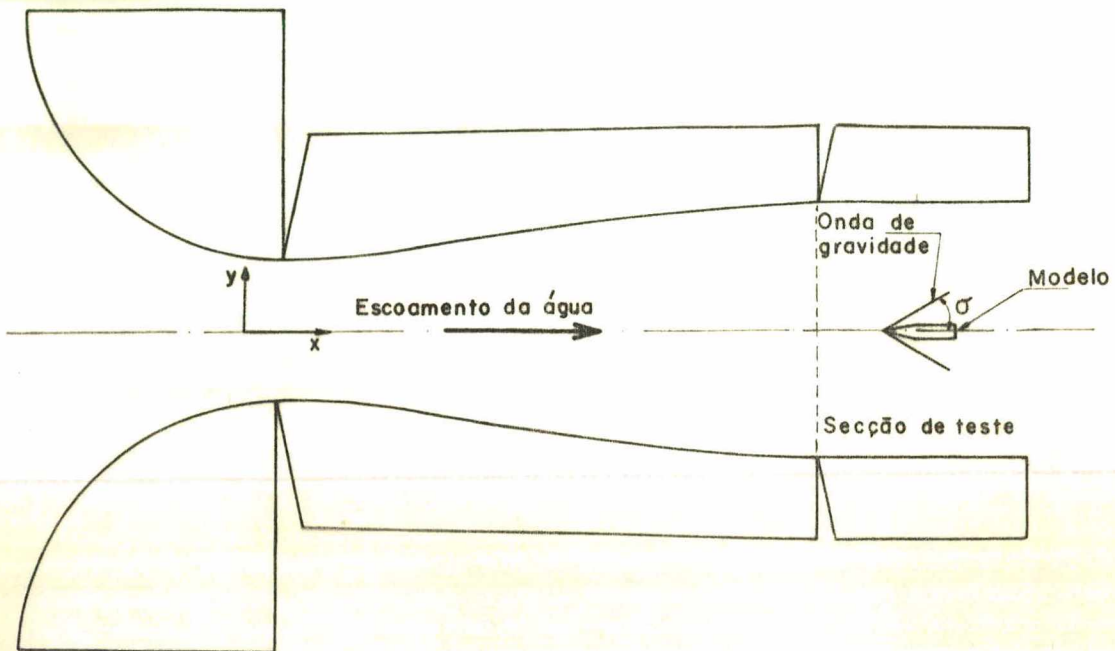 Onda de
gravidade
Modelo
σ
y
Escoamento da água
x
Secção de teste